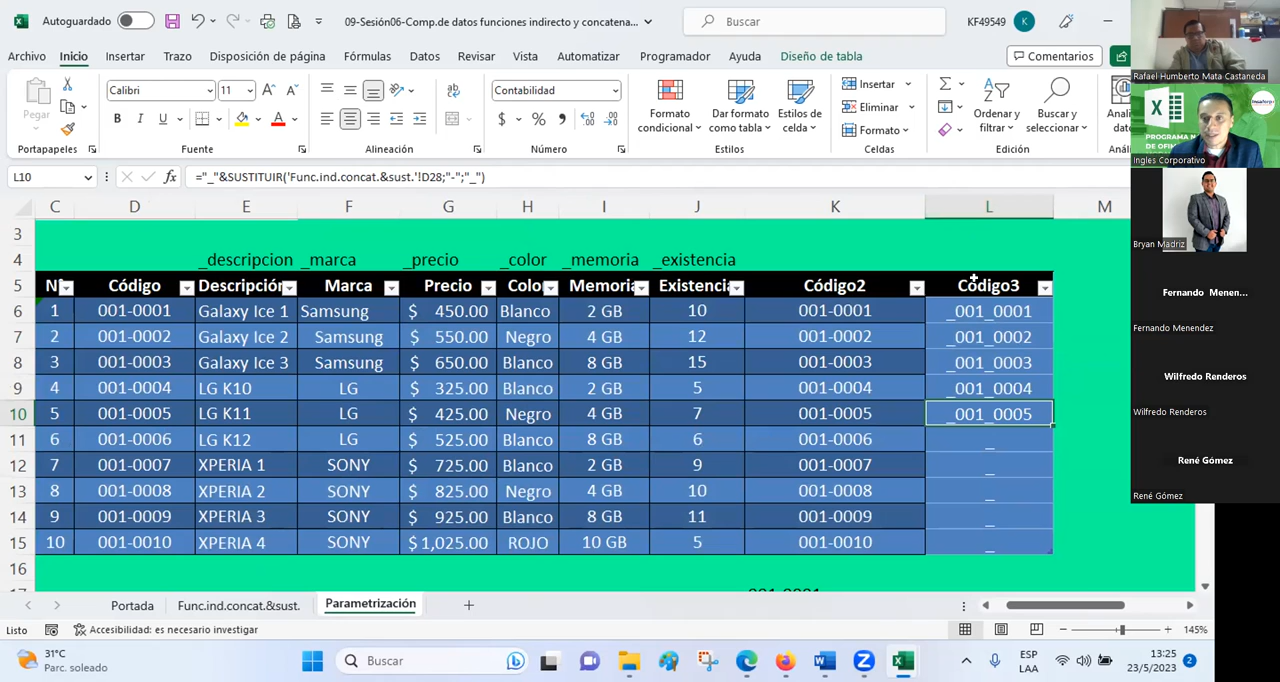 Autoguardado
09-Sesión06-Comp.de datos funciones indirecto y concatena...
Buscar
KF49549
K
Archivo Inicio Insertar Trazo Disposición de página Fórmulas Datos Revisar Vista Automatizar Programador Ayuda Diseño de tabla
Comentarios
Pegar
Calibri 11
N K S
Contabilidad
$ % 000
Formato condicional
Dar formato como tabla
Estilos de celda
Insertar
Eliminar
Formato
Ordenar y filtrar
Buscar y seleccionar
Portapapeles Fuente Alineación Número Estilos Celdas Edición
L10
fx ="_"&SUSTITUIR('Func.ind.concat.&sust.'!D28;"-";"_")
C D E F G H I J K L M
3
4 _descripcion _marca _precio _color _memoria _existencia
5 Código Marca Precio Código2 Código3
6 1 001-0001 Galaxy Ice 1 Samsung $ 450.00 Blanco 2 GB 10 001-0001 _001_0001
7 2 001-0002 Galaxy Ice 2 Samsung $ 550.00 Negro 4 GB 12 001-0002 _001_0002
8 3 001-0003 Galaxy Ice 3 Samsung $ 650.00 Blanco 8 GB 15 001-0003 _001_0003
9 4 001-0004 LG K10 LG $ 325.00 Blanco 2 GB 5 001-0004 _001_0004
10 5 001-0005 LG K11 LG $ 425.00 Negro 4 GB 7 001-0005 _001_0005
11 6 001-0006 LG K12 LG $ 525.00 Blanco 8 GB 6 001-0006 _
12 7 001-0007 XPERIA 1 SONY $ 725.00 Blanco 2 GB 9 001-0007 _
13 8 001-0008 XPERIA 2 SONY $ 825.00 Negro 4 GB 10 001-0008 _
14 9 001-0009 XPERIA 3 SONY $ 925.00 Blanco 8 GB 11 001-0009 _
15 10 001-0010 XPERIA 4 SONY $ 1,025.00 ROJO 10 GB 5 001-0010 _
16
Portada Func.ind.concat.&sust. Parametrización
Listo Accesibilidad: es necesario investigar 145%
31°C
Parc. soleado
Buscar
ESP
LAA
13:25
23/5/2023
2
Rafael Humberto Mata Castaneda
Ingles Corporativo
Bryan Madriz
Fernando Menen...
Fernando Menendez
Wilfredo Renderos
Wilfredo Renderos
René Gómez
René Gómez